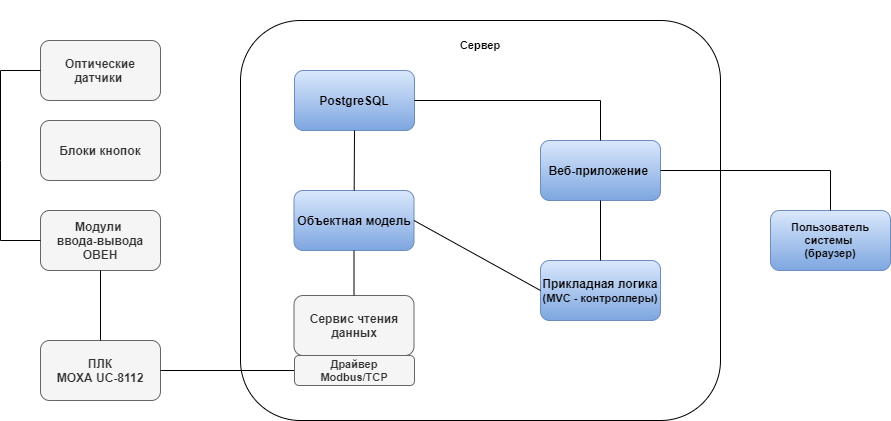 Сервер
Оптические
датчики
Блоки кнопок
Модули
ввода-вывода
ОВЕН
ПЛК
MOXA UC-8112
PostgreSQL
Объектная модель
Сервис чтения
данных
Драйвер
Modbus/TCP
Веб-приложение
Прикладная логика
(MVC - контроллеры)
Пользователь
системы
(браузер)